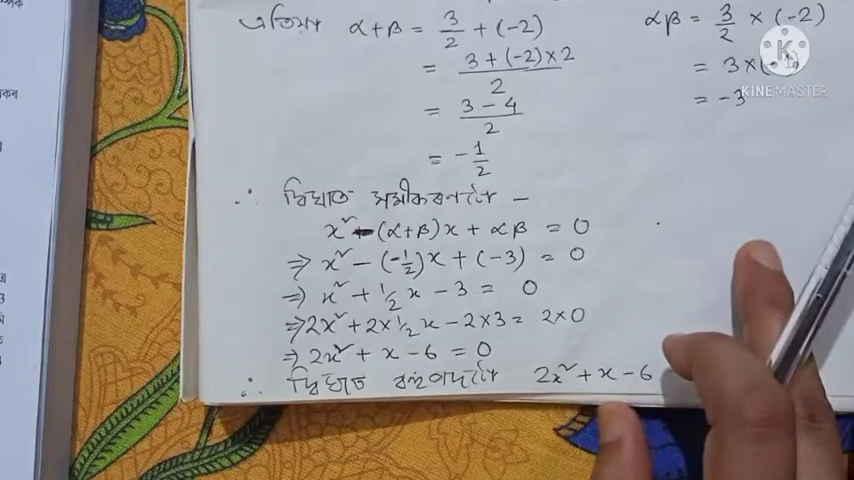 এতিয়া α+β = 3/2 + (-2)
= 3 + (-2)×2 / 2
= 3 - 4 / 2
= - 1/2
αβ = 3/2 × (-2)
= 3 × (-1)
= -3
KINEMASTER
∴ দ্বিঘাত সমীকৰণটো —
x² - (α+β)x + αβ = 0
⇒ x² - (-1/2)x + (-3) = 0
⇒ x² + 1/2 x - 3 = 0
⇒ 2x² + 2×1/2 x - 2×3 = 2×0
⇒ 2x² + x - 6 = 0
∴ দ্বিঘাত বহুপদটো 2x² + x - 6